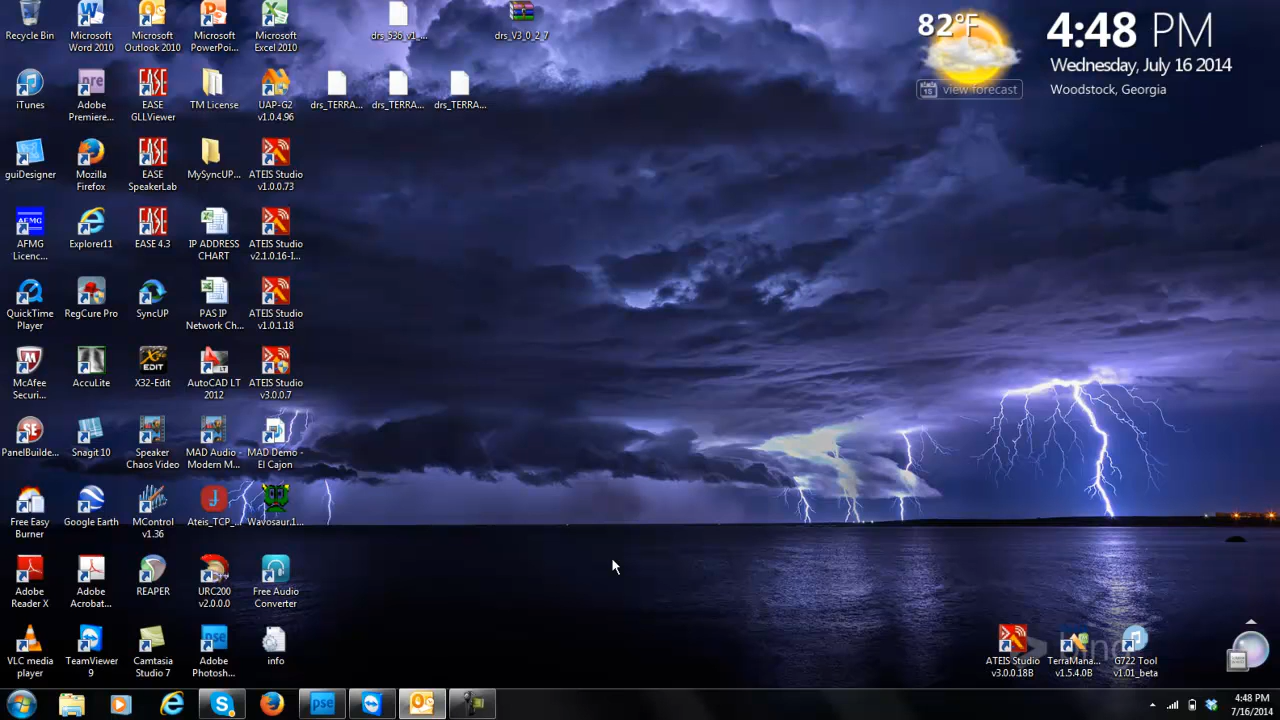 Recycle Bin
Microsoft
Word 2010
Microsoft
Outlook 2010
Microsoft
PowerPoi...
Microsoft
Excel 2010
drs_536_v1_...
drs_V3_0_2_7
82°F
view forecast
4:48 PM
Wednesday, July 16 2014
Woodstock, Georgia
iTunes
Adobe
Premiere...
EASE
GLLViewer
TM License
UAP-G2
v1.0.4.96
drs_TERRA...
drs_TERRA...
drs_TERRA...
guiDesigner
Mozilla
Firefox
EASE
SpeakerLab
MySyncUP...
ATEIS Studio
v1.0.0.73
AFMG
Licenc...
Explorer11
EASE 4.3
IP ADDRESS
CHART
ATEIS Studio
v2.1.0.16-I...
QuickTime
Player
RegCure Pro
SyncUP
PAS IP
Network Ch...
ATEIS Studio
v1.0.1.18
McAfee
Securi...
AccuLite
X32-Edit
AutoCAD LT
2012
ATEIS Studio
v3.0.0.7
PanelBuilde...
Snagit 10
Speaker
Chaos Video
MAD Audio -
Modern M...
MAD Demo -
El Cajon
Free Easy
Burner
Google Earth
MControl
v1.36
Ateis_TCP_...
Wavosaur.1...
Adobe
Reader X
Adobe
Acrobat...
REAPER
URC200
v2.0.0.0
Free Audio
Converter
VLC media
player
TeamViewer
9
Camtasia
Studio 7
Adobe
Photosh...
info
bing
ATEIS Studio
v3.0.0.18B
TerraMana...
v1.5.4.0B
G722 Tool
v1.01_beta
4:48 PM
7/16/2014